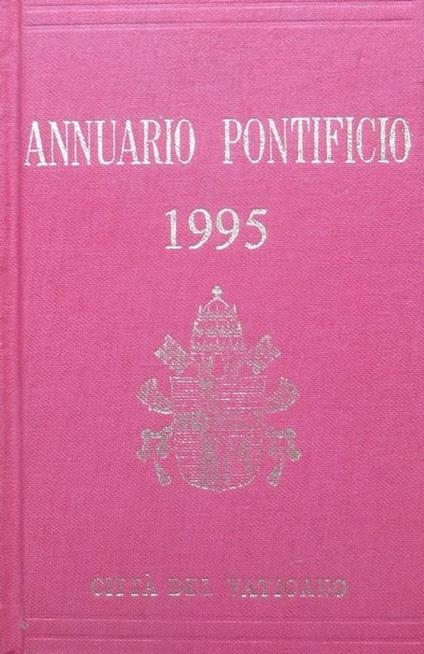 ANNUARIO PONTIFICIO
1995
CITTÀ DEL VATICANO